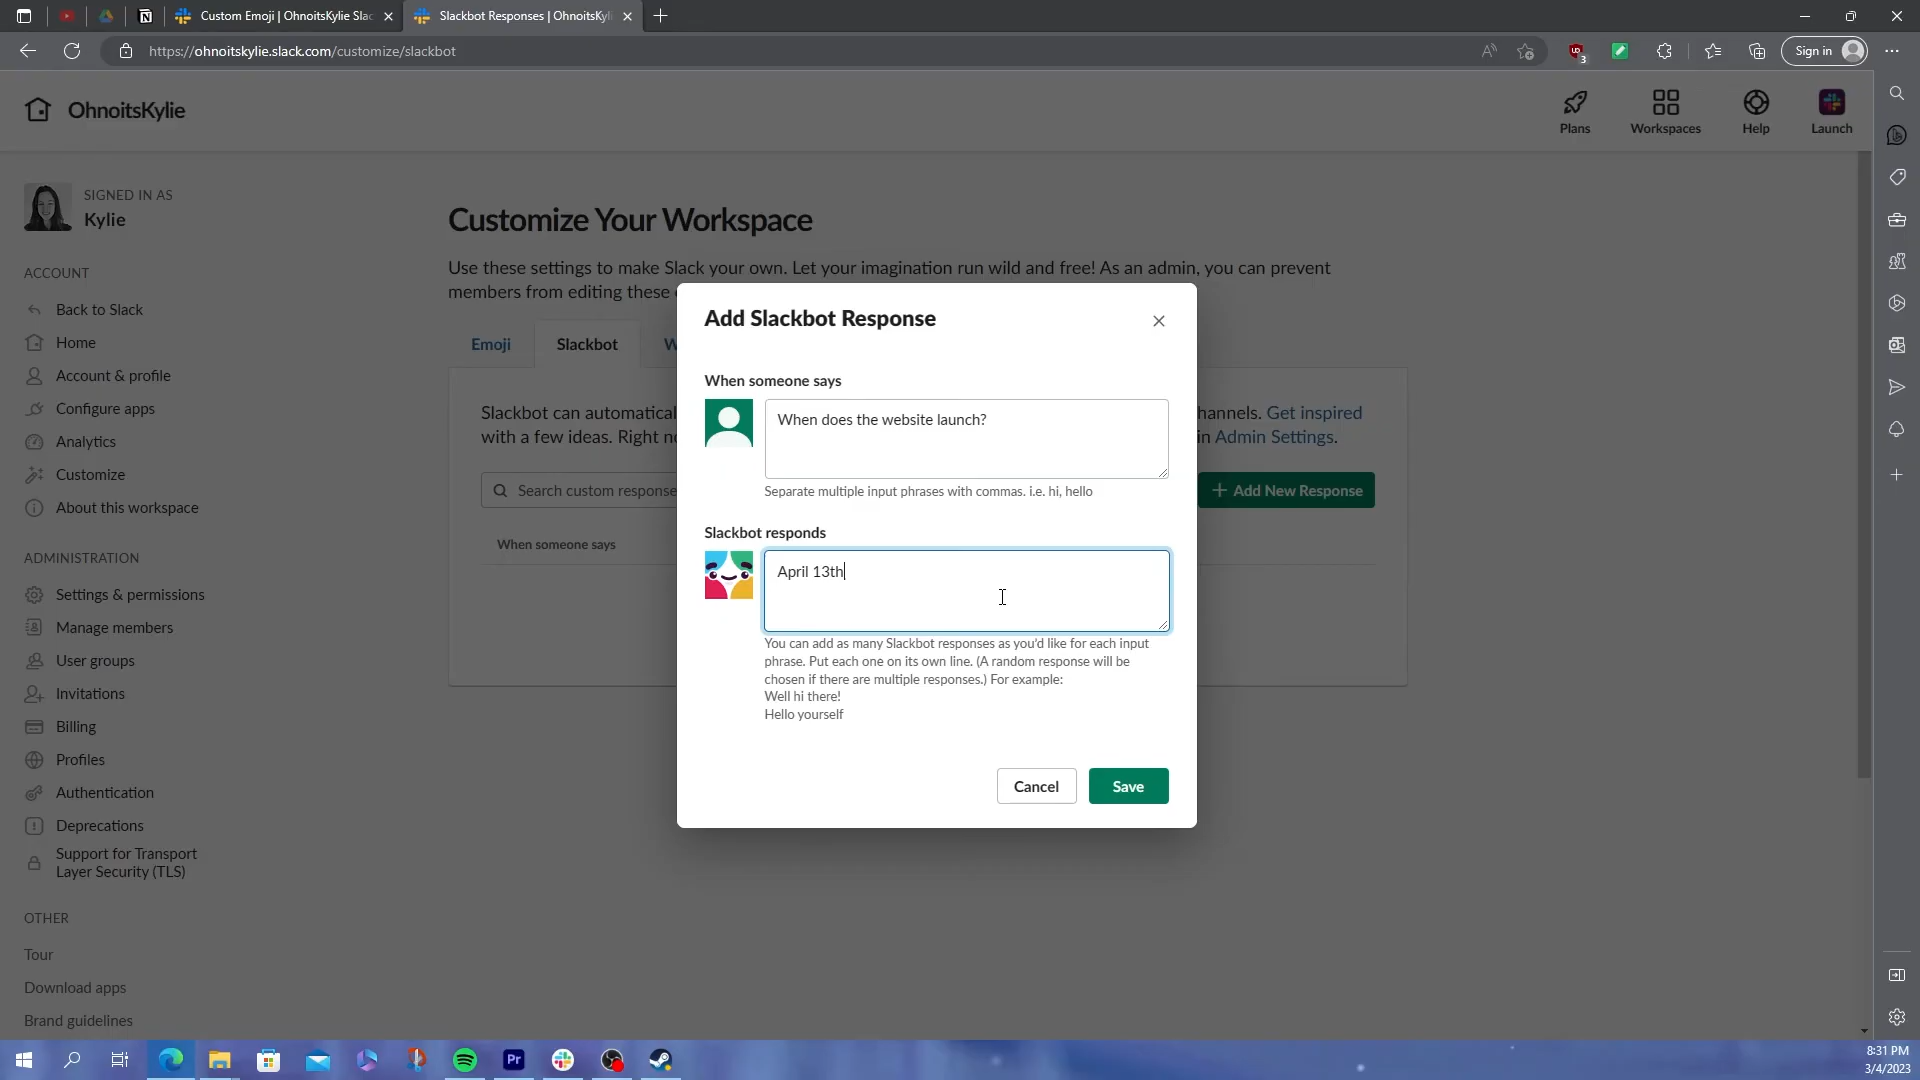 Custom Emoji | OhnoitsKylie Slac
Slackbot Responses | OhnoitsKyli
https://ohnoitskylie.slack.com/customize/slackbot
3
Sign in
OhnoitsKylie
Plans
Workspaces
Help
Launch
SIGNED IN AS
Kylie
ACCOUNT
Back to Slack
Home
Account & profile
Configure apps
Analytics
Customize
About this workspace
ADMINISTRATION
Settings & permissions
Manage members
User groups
Invitations
Billing
Profiles
Authentication
Deprecations
Support for Transport
Layer Security (TLS)
OTHER
Tour
Download apps
Brand guidelines
Customize Your Workspace
Use these settings to make Slack your own. Let your imagination run wild and free! As an admin, you can prevent
members from editing these
Emoji
Slackbot
W
Slackbot can automatical
hannels. Get inspired
with a few ideas. Right n
in Admin Settings.
Search custom response
Add New Response
When someone says
Add Slackbot Response
When someone says
When does the website launch?
Separate multiple input phrases with commas. i.e. hi, hello
Slackbot responds
April 13th
You can add as many Slackbot responses as you'd like for each input
phrase. Put each one on its own line. (A random response will be
chosen if there are multiple responses.) For example:
Well hi there!
Hello yourself
Cancel
Save
Pr
8:31 PM
3/4/2023